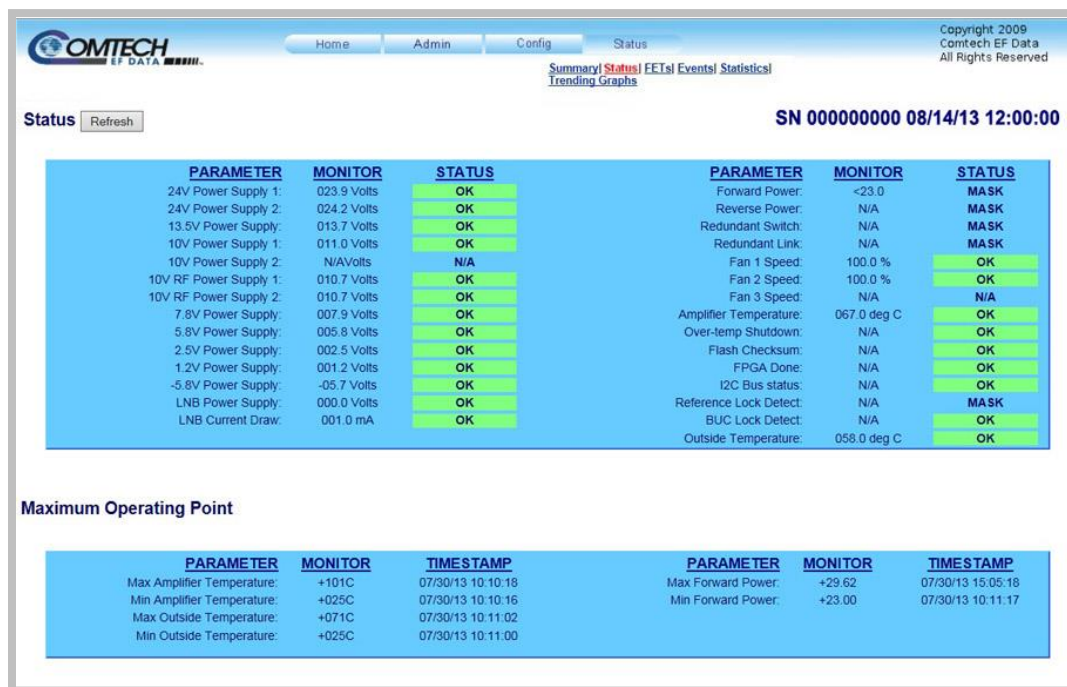 COMTECH
EF DATA
Home Admin Config Status
Copyright 2009
Comtech EF Data
All Rights Reserved
Summary| Status| FETs| Events| Statistics|
Trending Graphs
Status Refresh
SN 000000000 08/14/13 12:00:00
PARAMETER MONITOR STATUS
24V Power Supply 1: 023.9 Volts OK
24V Power Supply 2: 024.2 Volts OK
13.5V Power Supply: 013.7 Volts OK
10V Power Supply 1: 011.0 Volts OK
10V Power Supply 2: N/AVolts N/A
10V RF Power Supply 1: 010.7 Volts OK
10V RF Power Supply 2: 010.7 Volts OK
7.8V Power Supply: 007.9 Volts OK
5.8V Power Supply: 005.8 Volts OK
2.5V Power Supply: 002.5 Volts OK
1.2V Power Supply: 001.2 Volts OK
-5.8V Power Supply: -05.7 Volts OK
LNB Power Supply: 000.0 Volts OK
LNB Current Draw: 001.0 mA OK
PARAMETER MONITOR STATUS
Forward Power: <23.0 MASK
Reverse Power: N/A MASK
Redundant Switch: N/A MASK
Redundant Link: N/A MASK
Fan 1 Speed: 100.0 % OK
Fan 2 Speed: 100.0 % OK
Fan 3 Speed: N/A N/A
Amplifier Temperature: 067.0 deg C OK
Over-temp Shutdown: N/A OK
Flash Checksum: N/A OK
FPGA Done: N/A OK
I2C Bus status: N/A OK
Reference Lock Detect: N/A MASK
BUC Lock Detect: N/A OK
Outside Temperature: 058.0 deg C OK
Maximum Operating Point
PARAMETER MONITOR TIMESTAMP
Max Amplifier Temperature: +101C 07/30/13 10:10:18
Min Amplifier Temperature: +025C 07/30/13 10:10:16
Max Outside Temperature: +071C 07/30/13 10:11:02
Min Outside Temperature: +025C 07/30/13 10:11:00
PARAMETER MONITOR TIMESTAMP
Max Forward Power: +29.62 07/30/13 15:05:18
Min Forward Power: +23.00 07/30/13 10:11:17